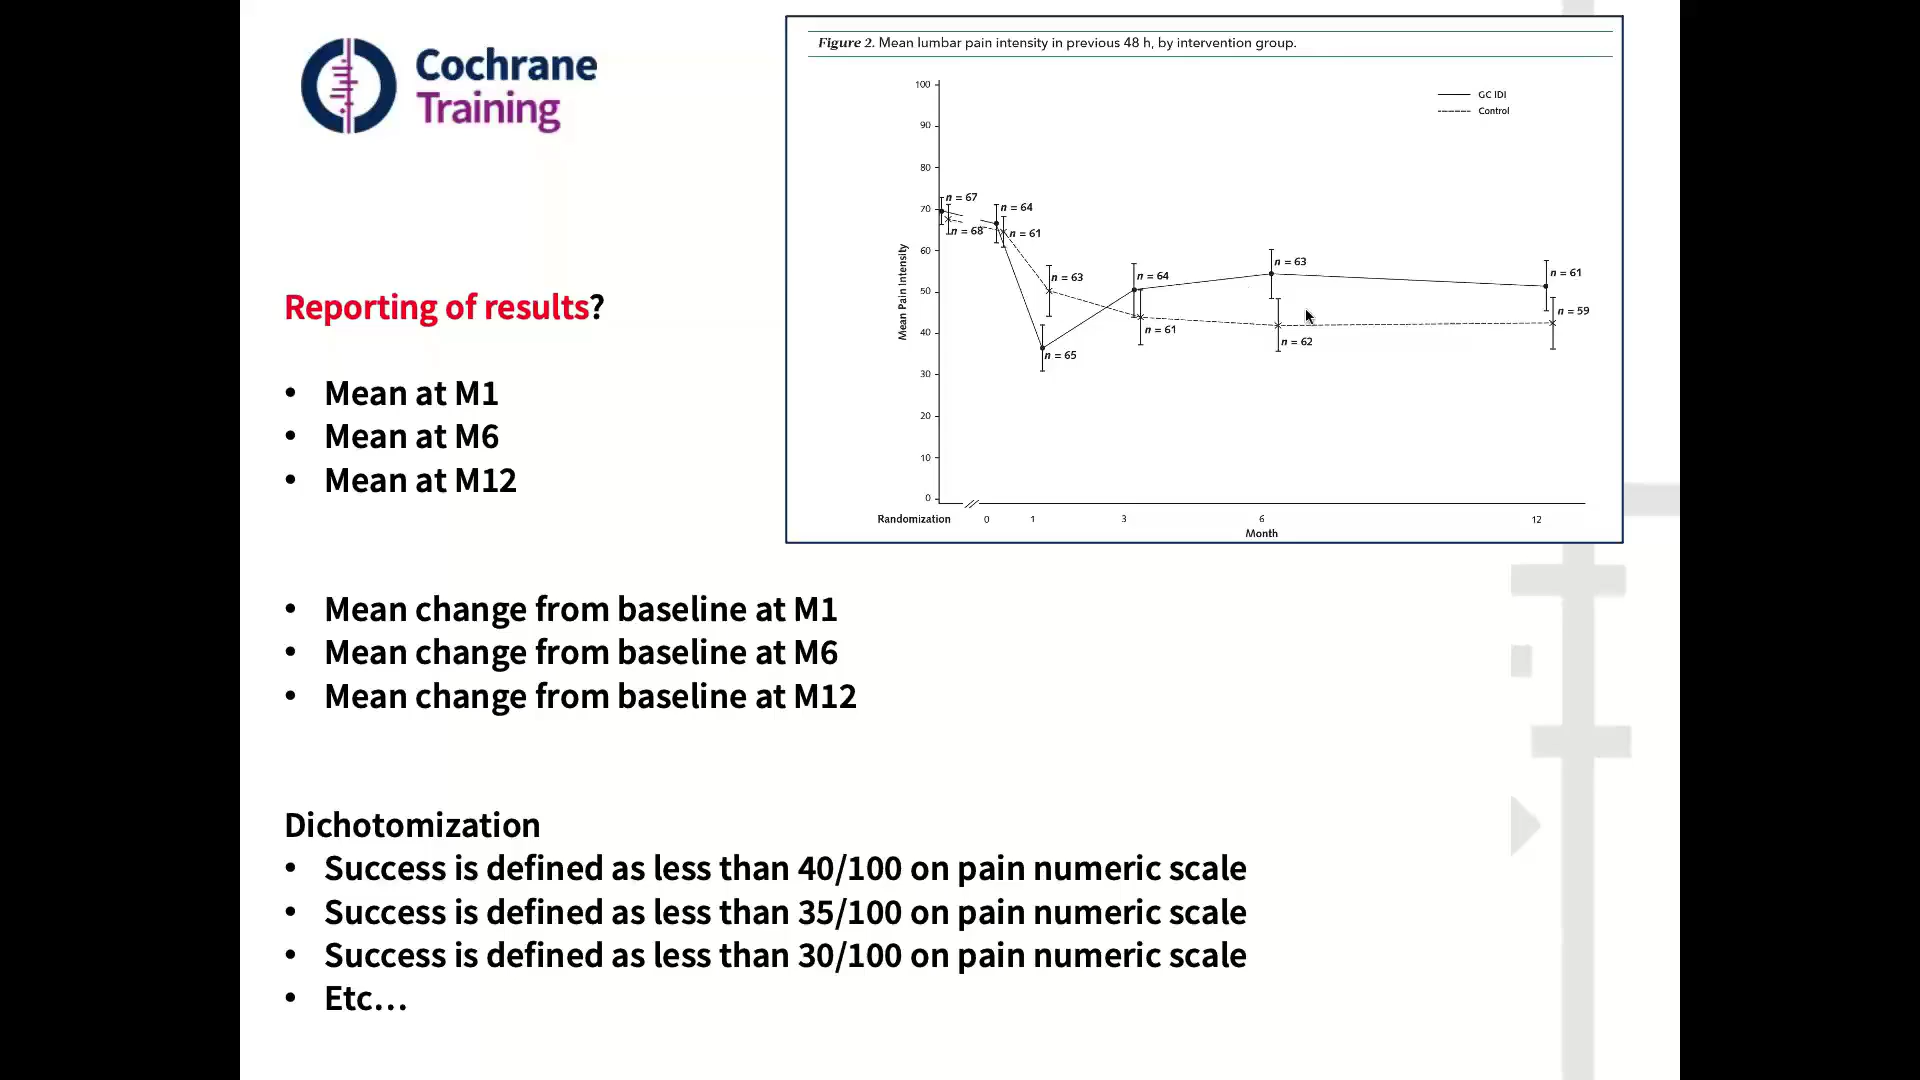 Cochrane
Training
Figure 2. Mean lumbar pain intensity in previous 48 h, by intervention group.
100
90
80
70
60
50
40
30
20
10
0
Mean Pain Intensity
GC IDI
Control
n = 67
n = 68
n = 64
n = 61
n = 63
n = 65
n = 64
n = 61
n = 63
n = 62
n = 61
n = 59
Randomization 0 1 3 6 12
Month
Reporting of results?
• Mean at M1
• Mean at M6
• Mean at M12
• Mean change from baseline at M1
• Mean change from baseline at M6
• Mean change from baseline at M12
Dichotomization
• Success is defined as less than 40/100 on pain numeric scale
• Success is defined as less than 35/100 on pain numeric scale
• Success is defined as less than 30/100 on pain numeric scale
• Etc…